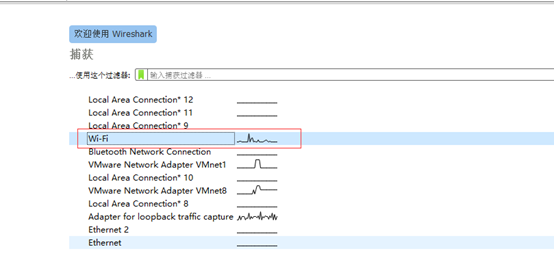 欢迎使用 Wireshark
捕获
…使用这个过滤器: 输入捕获过滤器 …
Local Area Connection* 12
Local Area Connection* 11
Local Area Connection* 9
Wi-Fi
Bluetooth Network Connection
VMware Network Adapter VMnet1
Local Area Connection* 10
VMware Network Adapter VMnet8
Local Area Connection* 8
Adapter for loopback traffic capture
Ethernet 2
Ethernet